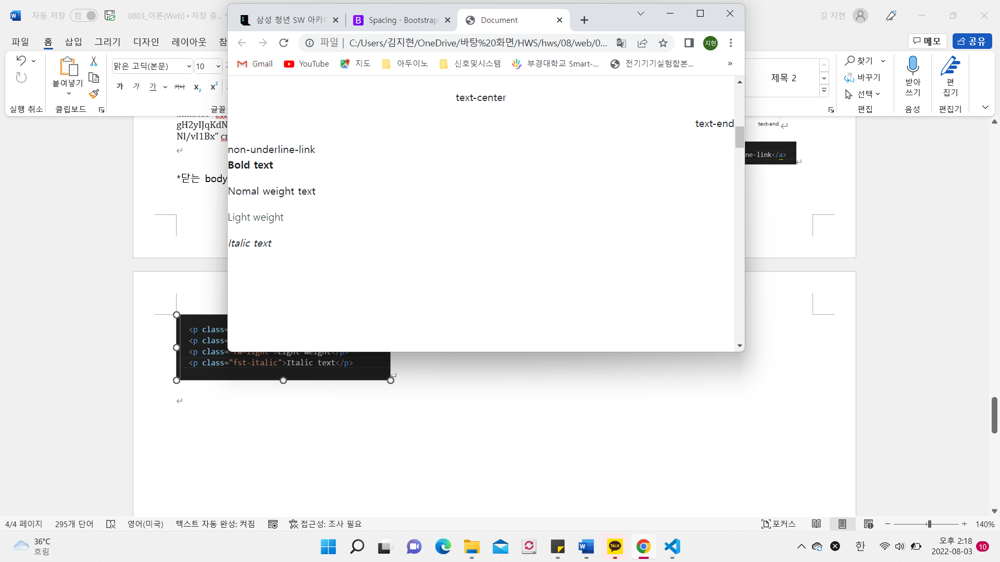 자동 저장 켬 0803_이론(Web) • 저장 중...
김 지현
파일 홈 삽입 그리기 디자인 레이아웃 참
메모 공유
실행 취소
붙여넣기
클립보드
맑은 고딕(본문) 10
가 가 가 가나 x₂ x²
글꼴
제목 2
찾기
바꾸기
선택
편집
받아
쓰기
음성
편
집기
편집기
삼성 청년 SW 아카데
Spacing · Bootstrap
Document
파일 | C:/Users/김지현/OneDrive/바탕%20화면/HWS/hws/08/web/0...
지현
Gmail YouTube 지도 아두이노 신호및시스템 부경대학교 Smart-... 전기기기실험합본... »
text-center
text-end
non-underline-link
Bold text
Nomal weight text
Light weight
Italic text
gH2yIJqKdN
Nl/vI1Bx" cr
*닫는 body
text-end
ne-link</a>
<p class=
<p class=
<p class="fw-light">Light weight</p>
<p class="fst-italic">Italic text</p>
4/4 페이지 295개 단어 영어(미국) 텍스트 자동 완성: 켜짐 접근성: 조사 필요
포커스 140%
36°C
흐림
TALK
한
오후 2:18
2022-08-03
10